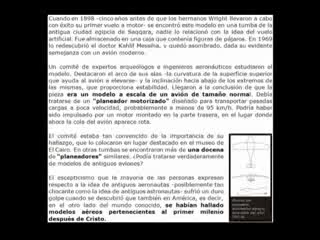 Cuando en 1898 -cinco años antes de que los hermanos Wright llevaron a cabo
con éxito su primer vuelo a motor- se encontró este modelo en una tumba de la
antigua ciudad egipcia de Saqqara, nadie lo relacionó con la idea del vuelo
artificial. Fue almacenado en una caja que contenía figuras de pájaros. En 1969
lo redescubrió el doctor Kahlil Messiha, y quedó asombrado, dada su evidente
semejanza con un avión moderno.
Un comité de expertos arqueólogos e ingenieros aeronáuticos estudiaron al
modelo. Destacaron el arco de sus alas -la curvatura de la superficie superior
que ayuda al avión a elevarse- y la inclinación hacia abajo de los extremos de
las mismas, que proporciona estabilidad. Llegaron a la conclusión de que la
pieza era un modelo a escala de un avión de tamaño normal. Debía
tratarse de un "planeador motorizado" diseñado para transportar pesadas
cargas a poca velocidad, probablemente a menos de 95 km/h. Podría haber
sido impulsado por un motor montado en la parte trasera, en el lugar donde
ahora la cola del avión aparece rota.
El comité estaba tan convencido de la importancia de su
hallazgo, que lo colocaron en un lugar destacado en el museo de
El Cairo. En otras tumbas se encontraron más de una docena
de "planeadores" similares. ¿Podía tratarse verdaderamente
de modelos de antiguos aviones?
El escepticismo que la mayoría de las personas expresan
respecto a la idea de antiguos aeronautas -posiblemente tan
chocante como la idea de antiguos astronautas- sufrió un duro
golpe cuando se descubrió que también en América, es decir,
en el otro lado del mundo conocido, se habían hallado
modelos aéreos pertenecientes al primer milenio
después de Cristo.